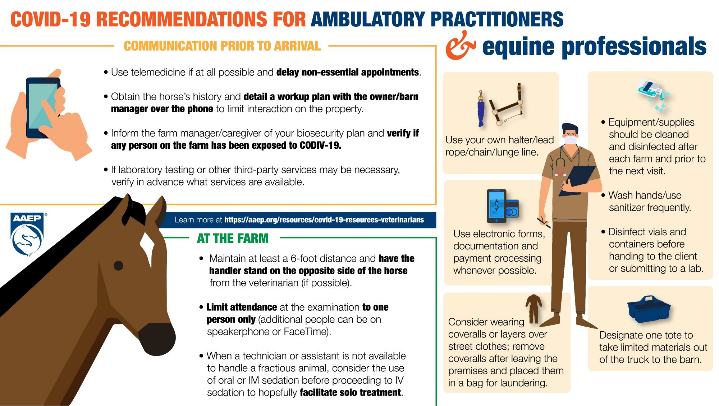 COVID-19 RECOMMENDATIONS FOR AMBULATORY PRACTITIONERS
& equine professionals
COMMUNICATION PRIOR TO ARRIVAL
• Use telemedicine if at all possible and delay non-essential appointments.
• Obtain the horse's history and detail a workup plan with the owner/barn
manager over the phone to limit interaction on the property.
• Inform the farm manager/caregiver of your biosecurity plan and verify if
any person on the farm has been exposed to CODIV-19.
• If laboratory testing or other third-party services may be necessary,
verify in advance what services are available.
AAEP
Learn more at https://aaep.org/resources/covid-19-resources-veterinarians
AT THE FARM
• Maintain at least a 6-foot distance and have the
handler stand on the opposite side of the horse
from the veterinarian (if possible).
• Limit attendance at the examination to one
person only (additional people can be on
speakerphone or FaceTime).
• When a technician or assistant is not available
to handle a fractious animal, consider the use
of oral or IM sedation before proceeding to IV
sedation to hopefully facilitate solo treatment.
Use your own halter/lead
rope/chain/lunge line.
Use electronic forms,
documentation and
payment processing
whenever possible.
Consider wearing
coveralls or layers over
street clothes; remove
coveralls after leaving the
premises and placed them
in a bag for laundering.
• Equipment/supplies
should be cleaned
and disinfected after
each farm and prior to
the next visit.
• Wash hands/use
sanitizer frequently.
• Disinfect vials and
containers before
handing to the client
or submitting to a lab.
Designate one tote to
take limited materials out
of the truck to the barn.